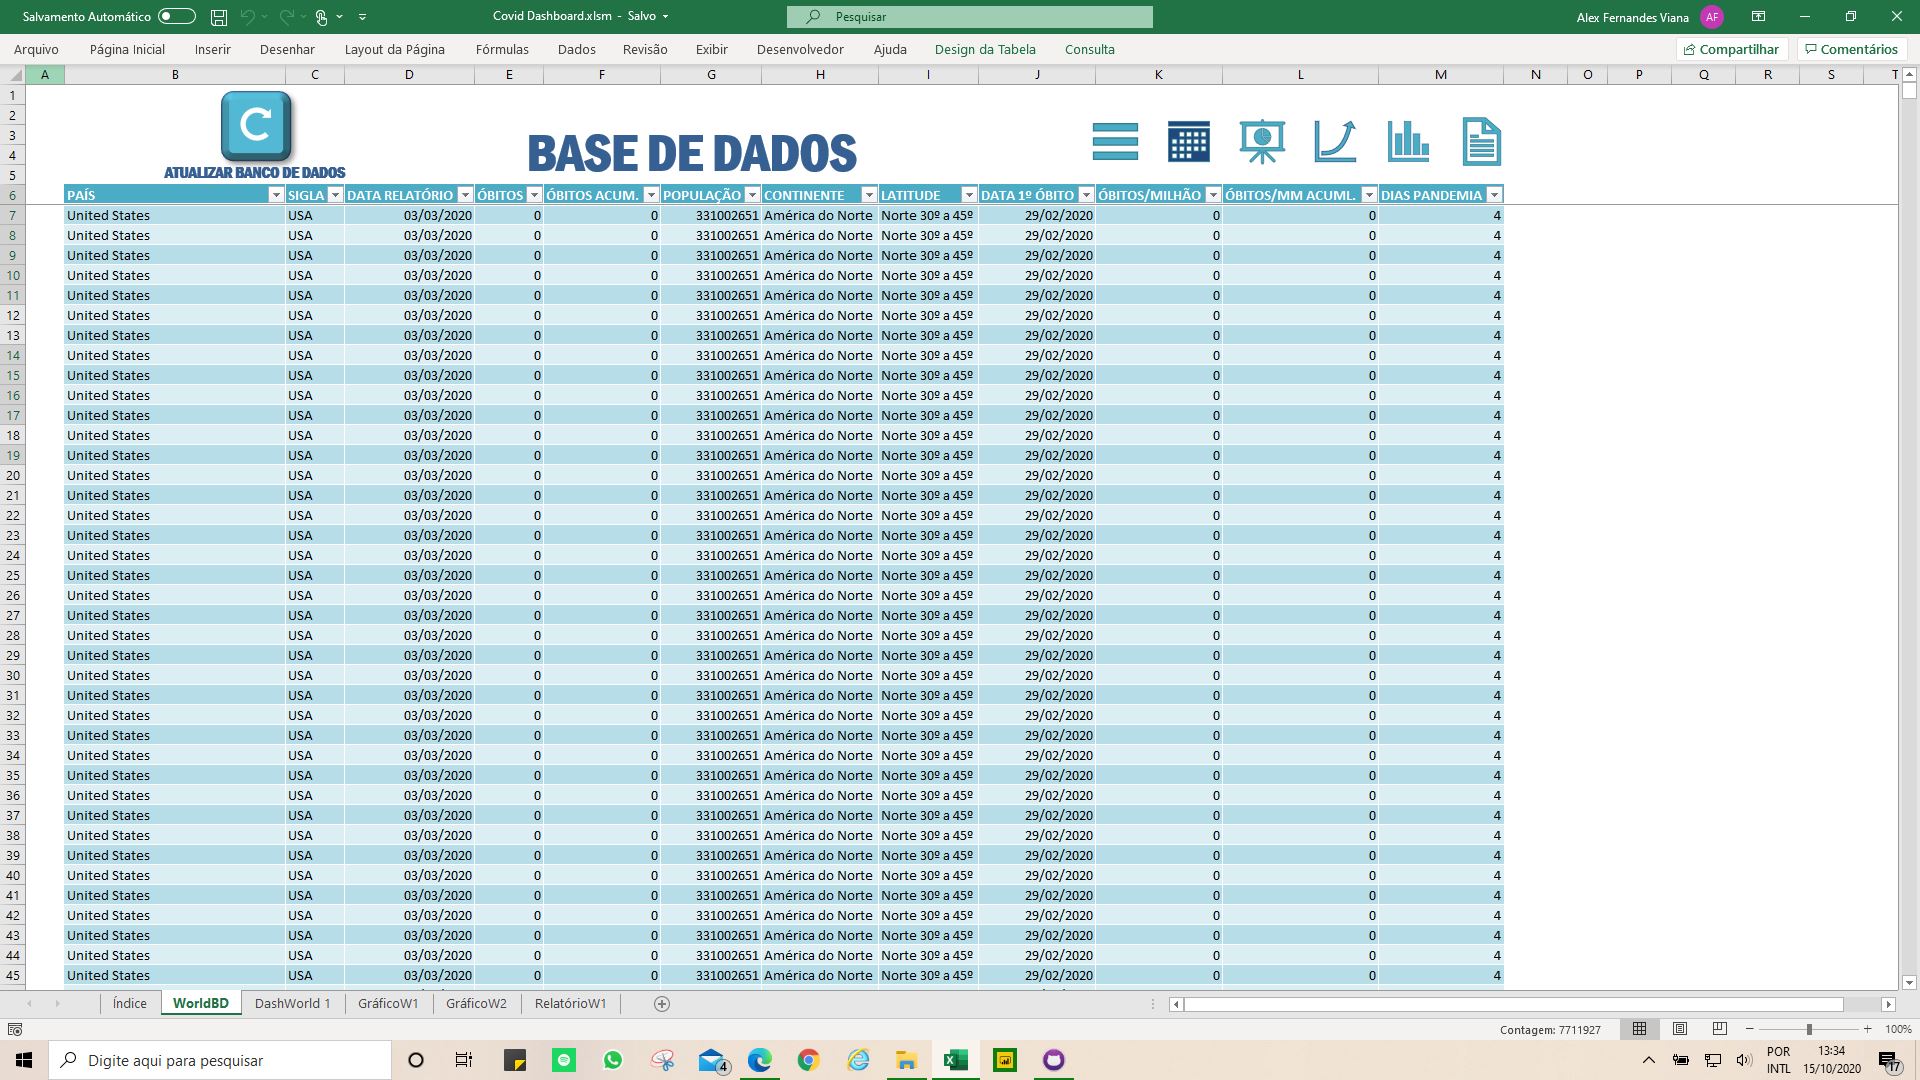 Salvamento Automático Covid Dashboard.xlsm - Salvo Pesquisar Alex Fernandes Viana AF
Arquivo Página Inicial Inserir Desenhar Layout da Página Fórmulas Dados Revisão Exibir Desenvolvedor Ajuda Design da Tabela Consulta Compartilhar Comentários
A B C D E F G H I J K L M N O P Q R S T
1
2
3
4
5
C
BASE DE DADOS
ATUALIZAR BANCO DE DADOS
6 PAÍS SIGLA DATA RELATÓRIO ÓBITOS ÓBITOS ACUM. POPULAÇÃO CONTINENTE LATITUDE DATA 1º ÓBITO ÓBITOS/MILHÃO ÓBITOS/MM ACUML. DIAS PANDEMIA
7 United States USA 03/03/2020 0 0 331002651 América do Norte Norte 30º a 45º 29/02/2020 0 0 4
8 United States USA 03/03/2020 0 0 331002651 América do Norte Norte 30º a 45º 29/02/2020 0 0 4
9 United States USA 03/03/2020 0 0 331002651 América do Norte Norte 30º a 45º 29/02/2020 0 0 4
10 United States USA 03/03/2020 0 0 331002651 América do Norte Norte 30º a 45º 29/02/2020 0 0 4
11 United States USA 03/03/2020 0 0 331002651 América do Norte Norte 30º a 45º 29/02/2020 0 0 4
12 United States USA 03/03/2020 0 0 331002651 América do Norte Norte 30º a 45º 29/02/2020 0 0 4
13 United States USA 03/03/2020 0 0 331002651 América do Norte Norte 30º a 45º 29/02/2020 0 0 4
14 United States USA 03/03/2020 0 0 331002651 América do Norte Norte 30º a 45º 29/02/2020 0 0 4
15 United States USA 03/03/2020 0 0 331002651 América do Norte Norte 30º a 45º 29/02/2020 0 0 4
16 United States USA 03/03/2020 0 0 331002651 América do Norte Norte 30º a 45º 29/02/2020 0 0 4
17 United States USA 03/03/2020 0 0 331002651 América do Norte Norte 30º a 45º 29/02/2020 0 0 4
18 United States USA 03/03/2020 0 0 331002651 América do Norte Norte 30º a 45º 29/02/2020 0 0 4
19 United States USA 03/03/2020 0 0 331002651 América do Norte Norte 30º a 45º 29/02/2020 0 0 4
20 United States USA 03/03/2020 0 0 331002651 América do Norte Norte 30º a 45º 29/02/2020 0 0 4
21 United States USA 03/03/2020 0 0 331002651 América do Norte Norte 30º a 45º 29/02/2020 0 0 4
22 United States USA 03/03/2020 0 0 331002651 América do Norte Norte 30º a 45º 29/02/2020 0 0 4
23 United States USA 03/03/2020 0 0 331002651 América do Norte Norte 30º a 45º 29/02/2020 0 0 4
24 United States USA 03/03/2020 0 0 331002651 América do Norte Norte 30º a 45º 29/02/2020 0 0 4
25 United States USA 03/03/2020 0 0 331002651 América do Norte Norte 30º a 45º 29/02/2020 0 0 4
26 United States USA 03/03/2020 0 0 331002651 América do Norte Norte 30º a 45º 29/02/2020 0 0 4
27 United States USA 03/03/2020 0 0 331002651 América do Norte Norte 30º a 45º 29/02/2020 0 0 4
28 United States USA 03/03/2020 0 0 331002651 América do Norte Norte 30º a 45º 29/02/2020 0 0 4
29 United States USA 03/03/2020 0 0 331002651 América do Norte Norte 30º a 45º 29/02/2020 0 0 4
30 United States USA 03/03/2020 0 0 331002651 América do Norte Norte 30º a 45º 29/02/2020 0 0 4
31 United States USA 03/03/2020 0 0 331002651 América do Norte Norte 30º a 45º 29/02/2020 0 0 4
32 United States USA 03/03/2020 0 0 331002651 América do Norte Norte 30º a 45º 29/02/2020 0 0 4
33 United States USA 03/03/2020 0 0 331002651 América do Norte Norte 30º a 45º 29/02/2020 0 0 4
34 United States USA 03/03/2020 0 0 331002651 América do Norte Norte 30º a 45º 29/02/2020 0 0 4
35 United States USA 03/03/2020 0 0 331002651 América do Norte Norte 30º a 45º 29/02/2020 0 0 4
36 United States USA 03/03/2020 0 0 331002651 América do Norte Norte 30º a 45º 29/02/2020 0 0 4
37 United States USA 03/03/2020 0 0 331002651 América do Norte Norte 30º a 45º 29/02/2020 0 0 4
38 United States USA 03/03/2020 0 0 331002651 América do Norte Norte 30º a 45º 29/02/2020 0 0 4
39 United States USA 03/03/2020 0 0 331002651 América do Norte Norte 30º a 45º 29/02/2020 0 0 4
40 United States USA 03/03/2020 0 0 331002651 América do Norte Norte 30º a 45º 29/02/2020 0 0 4
41 United States USA 03/03/2020 0 0 331002651 América do Norte Norte 30º a 45º 29/02/2020 0 0 4
42 United States USA 03/03/2020 0 0 331002651 América do Norte Norte 30º a 45º 29/02/2020 0 0 4
43 United States USA 03/03/2020 0 0 331002651 América do Norte Norte 30º a 45º 29/02/2020 0 0 4
44 United States USA 03/03/2020 0 0 331002651 América do Norte Norte 30º a 45º 29/02/2020 0 0 4
45 United States USA 03/03/2020 0 0 331002651 América do Norte Norte 30º a 45º 29/02/2020 0 0 4
Índice WorldBD DashWorld 1 GráficoW1 GráficoW2 RelatórioW1
Contagem: 7711927 100%
Digite aqui para pesquisar 4 POR INTL 13:34 15/10/2020 17